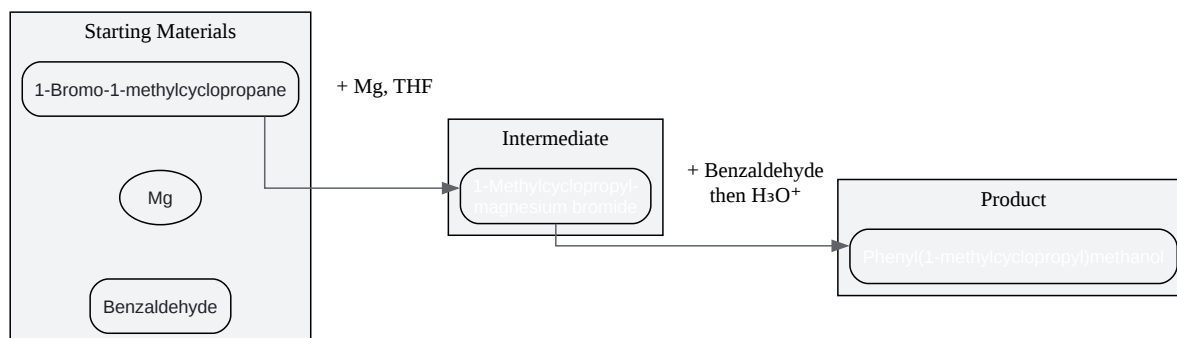 Starting Materials
1-Bromo-1-methylcyclopropane
+ Mg, THF
Intermediate
1-Methylcyclopropyl-
magnesium bromide
+ Benzaldehyde
then H₃O⁺
Mg
Product
Phenyl(1-methylcyclopropyl)methanol
Benzaldehyde